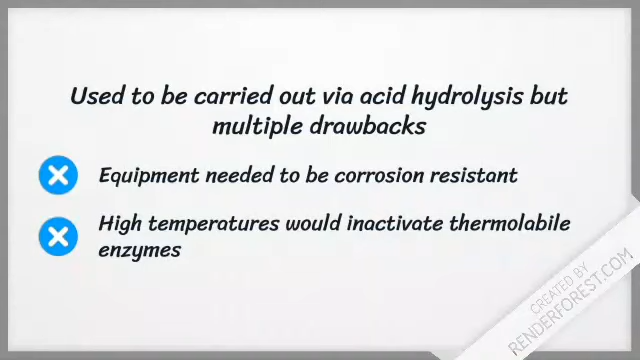 Used to be carried out via acid hydrolysis but
multiple drawbacks
Equipment needed to be corrosion resistant
High temperatures would inactivate thermolabile
enzymes
CREATED BY
RENDERFOREST.COM